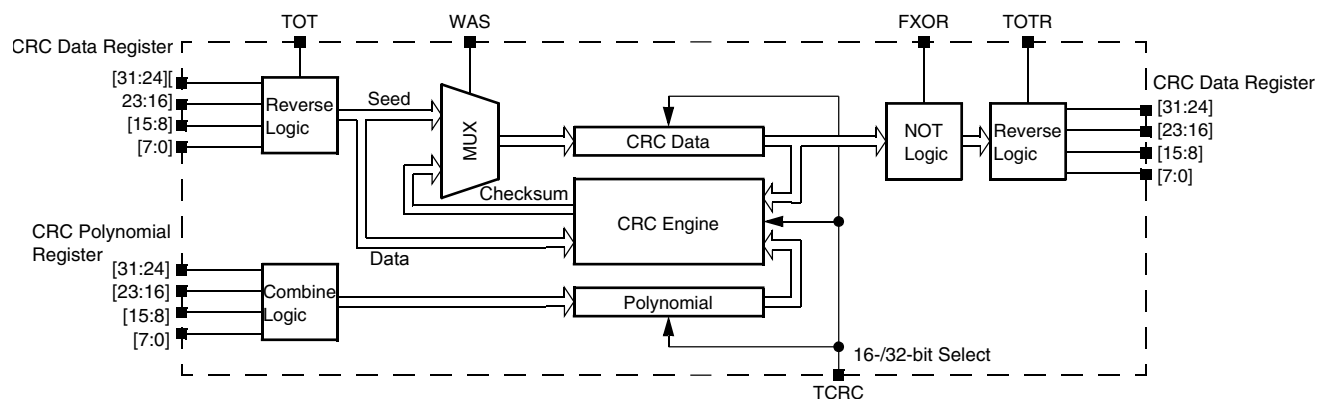 TOT
WAS
FXOR
TOTR
CRC Data Register
[31:24][
23:16]
[15:8]
[7:0]
Reverse
Logic
Seed
MUX
Checksum
Data
CRC Data
CRC Engine
Polynomial
NOT
Logic
Reverse
Logic
CRC Data Register
[31:24]
[23:16]
[15:8]
[7:0]
CRC Polynomial
Register
[31:24]
[23:16]
[15:8]
[7:0]
Combine
Logic
16-/32-bit Select
TCRC